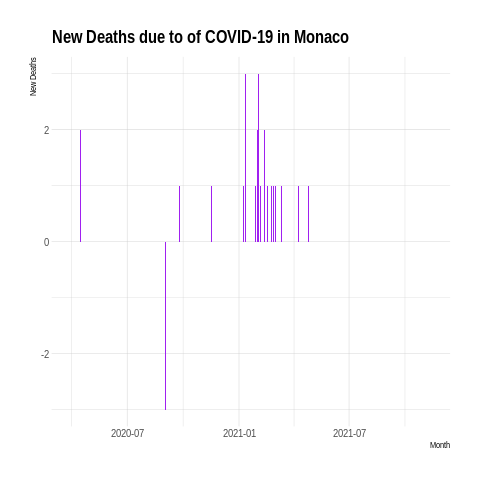 New Deaths due to of COVID-19 in Monaco
New Deaths
2
0
-2
2020-07 2021-01 2021-07
Month